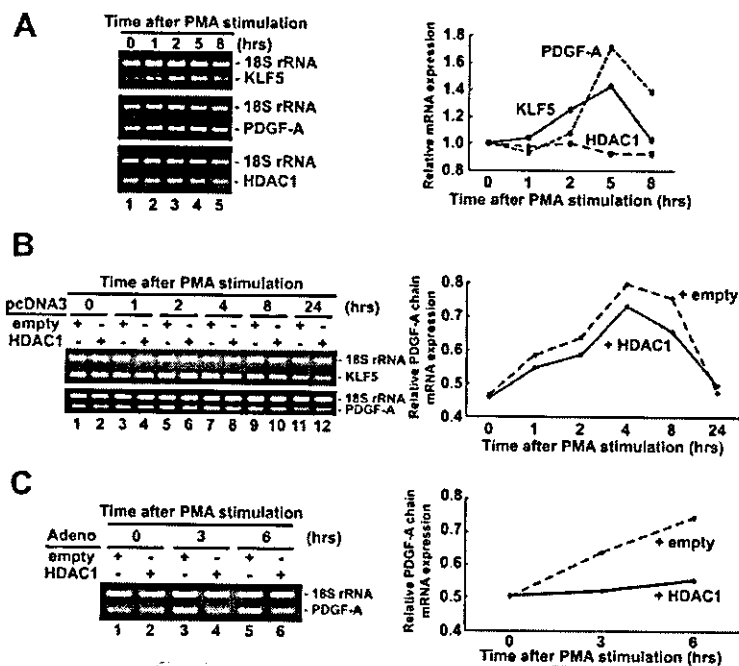 A
Time after PMA stimulation
0 1 2 5 8 (hrs)
18S rRNA
KLF5
18S rRNA
PDGF-A
18S rRNA
HDAC1
1 2 3 4 5
Relative mRNA expression
1.8
1.6
1.4
1.2
1.0
0.8
PDGF-A
KLF5
HDAC1
0 1 2 5 8
Time after PMA stimulation (hrs)
B
Time after PMA stimulation
pcDNA3 0 1 2 4 8 24 (hrs)
empty + - + - + - + - + - + -
HDAC1 - + - + - + - + - + - +
18S rRNA
KLF5
18S rRNA
PDGF-A
1 2 3 4 5 6 7 8 9 10 11 12
Relative PDGF-A chain
mRNA expression
0.8
0.7
0.6
0.5
0.4
+ empty
+ HDAC1
0 1 2 4 8 24
Time after PMA stimulation (hrs)
C
Time after PMA stimulation
Adeno 0 3 6 (hrs)
empty + - + - + -
HDAC1 - + - + - +
18S rRNA
PDGF-A
1 2 3 4 5 6
Relative PDGF-A chain
mRNA expression
0.8
0.7
0.6
0.5
0.4
+ empty
+ HDAC1
0 3 6
Time after PMA stimulation (hrs)